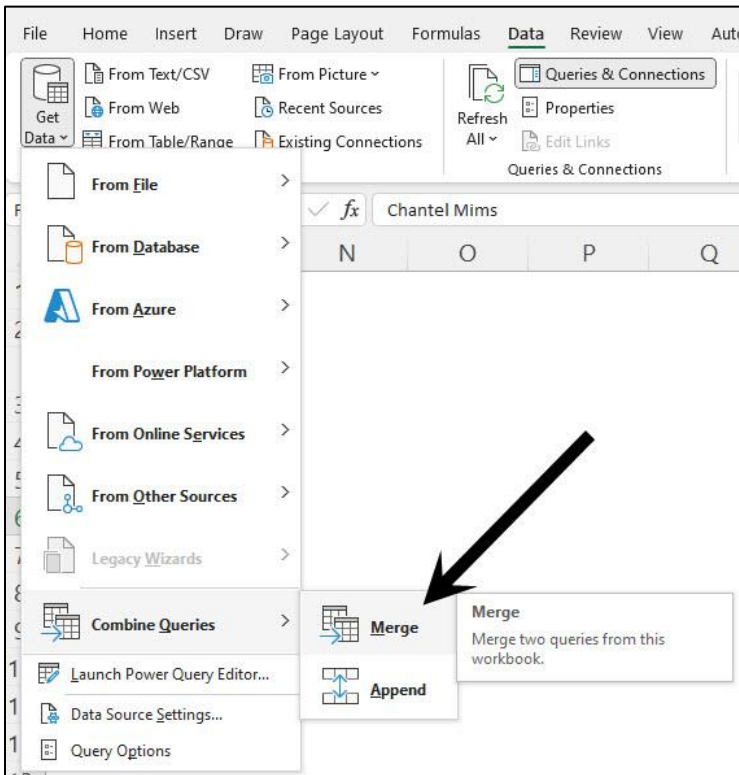 File Home Insert Draw Page Layout Formulas Data Review View
From Text/CSV From Picture
Get From Web Recent Sources Refresh Queries & Connections
Data From Table/Range Existing Connections All Properties
Edit Links
Queries & Connections
From File
fx Chantel Mims
From Database
N O P Q
From Azure
From Power Platform
From Online Services
From Other Sources
Legacy Wizards
Combine Queries
Merge
Merge
Merge two queries from this
workbook.
Launch Power Query Editor...
Append
Data Source Settings...
Query Options